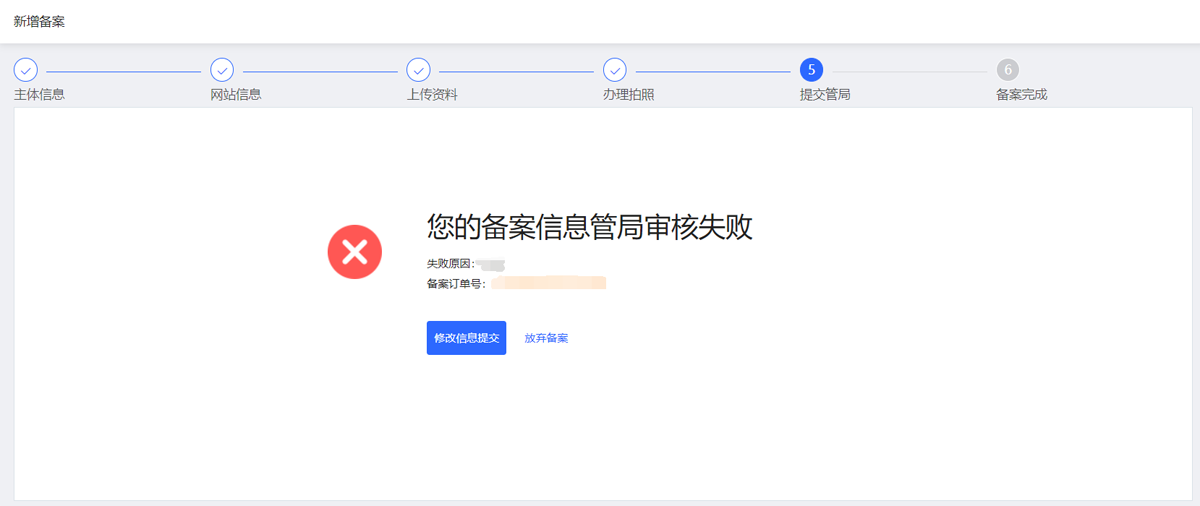 新增备案
5
6
主体信息
网站信息
上传资料
办理拍照
提交管局
备案完成
您的备案信息管局审核失败
失败原因：
备案订单号：
修改信息提交
放弃备案